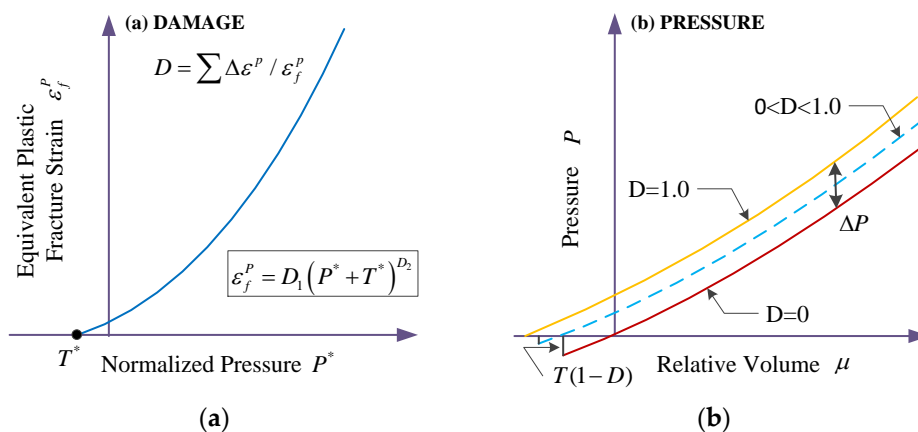 (a) DAMAGE
D = ∑ Δε^p / ε_f^p
Equivalent Plastic
Fracture Strain ε_f^P
ε_f^P = D_1(P^* + T^*)^{D_2}
T^*
Normalized Pressure P^*
(a)
(b) PRESSURE
0<D<1.0
Pressure P
D=1.0
ΔP
D=0
T(1−D)
Relative Volume μ
(b)